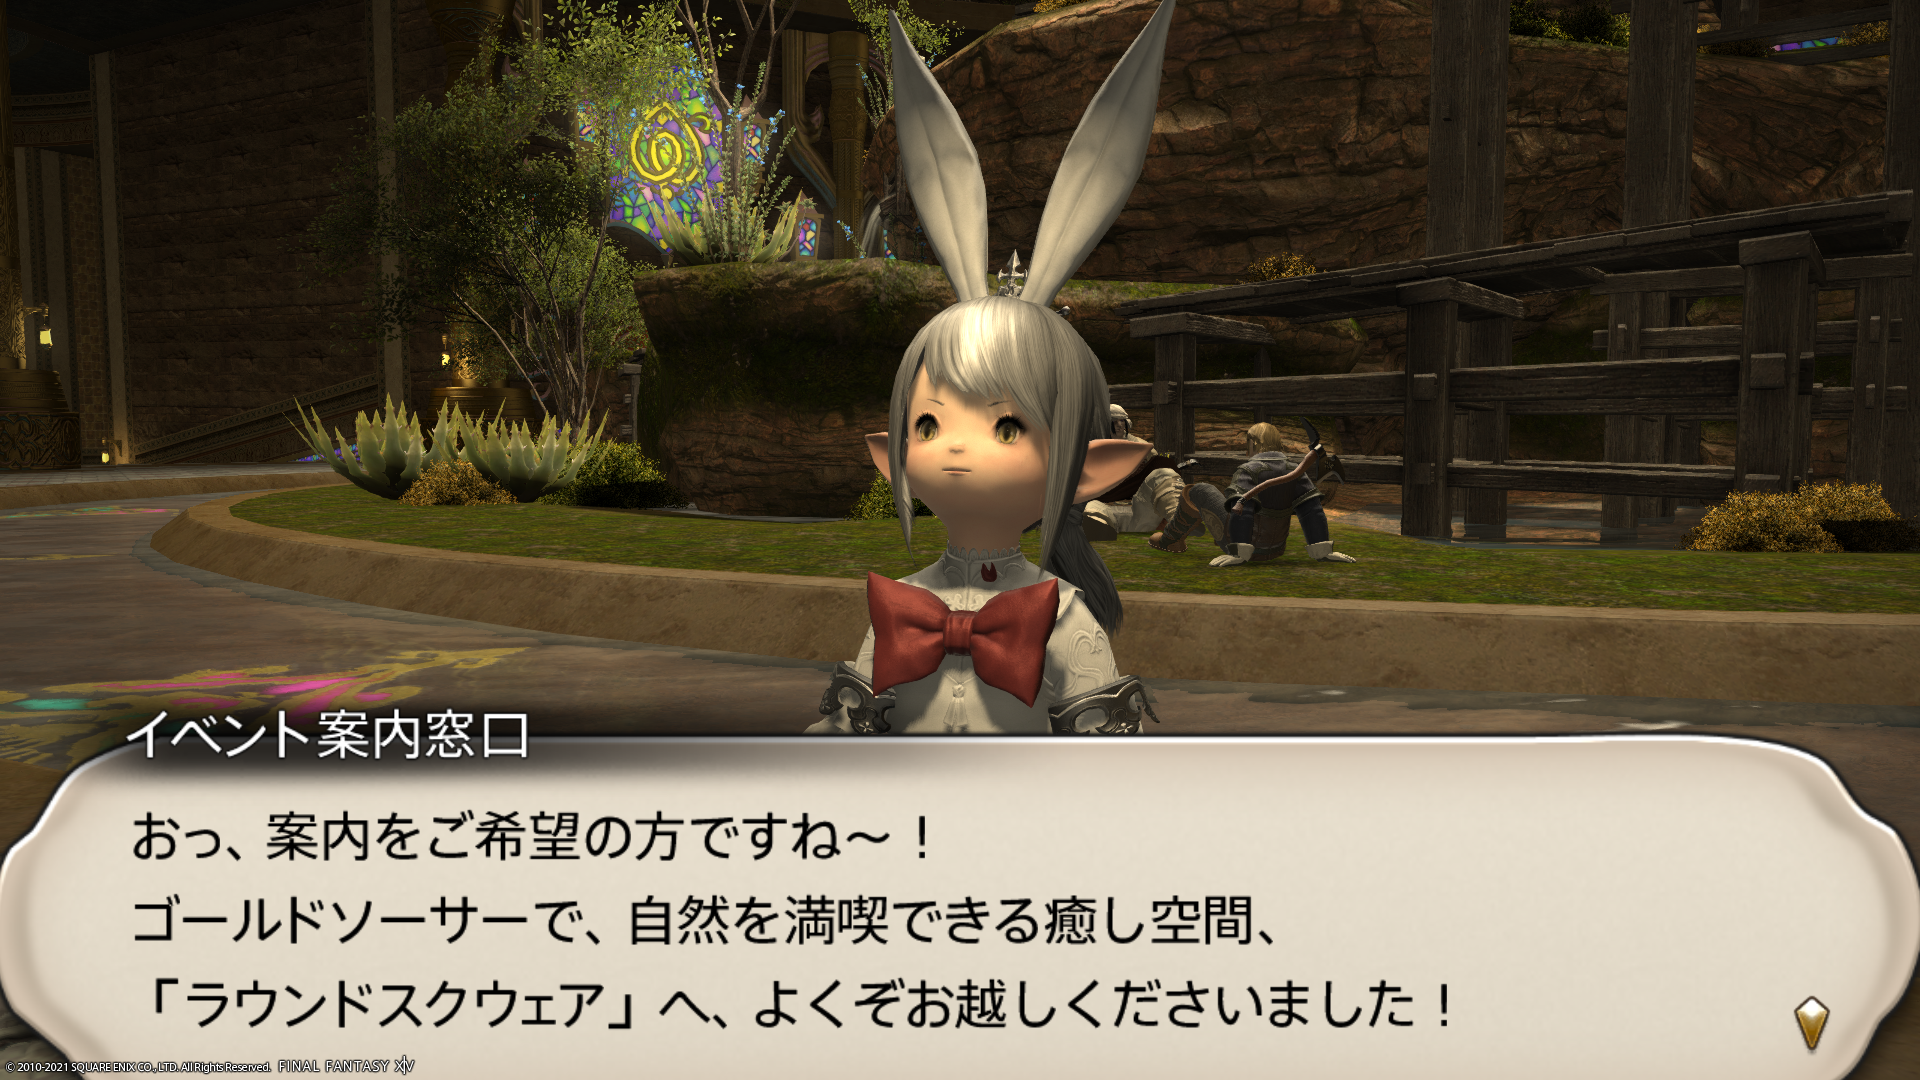 イベント案内窓口
おっ、案内をご希望の方ですね～！
ゴールドソーサーで、自然を満喫できる癒し空間、
「ラウンドスクウェア」へ、よくぞお越しくださいました！
© 2010-2021 SQUARE ENIX CO., LTD. All Rights Reserved. FINAL FANTASY XIV